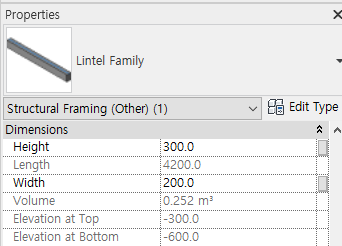 Properties
Lintel Family
Structural Framing (Other) (1)
Edit Type
Dimensions
Height 300.0
Length 4200.0
Width 200.0
Volume 0.252 m³
Elevation at Top -300.0
Elevation at Bottom -600.0